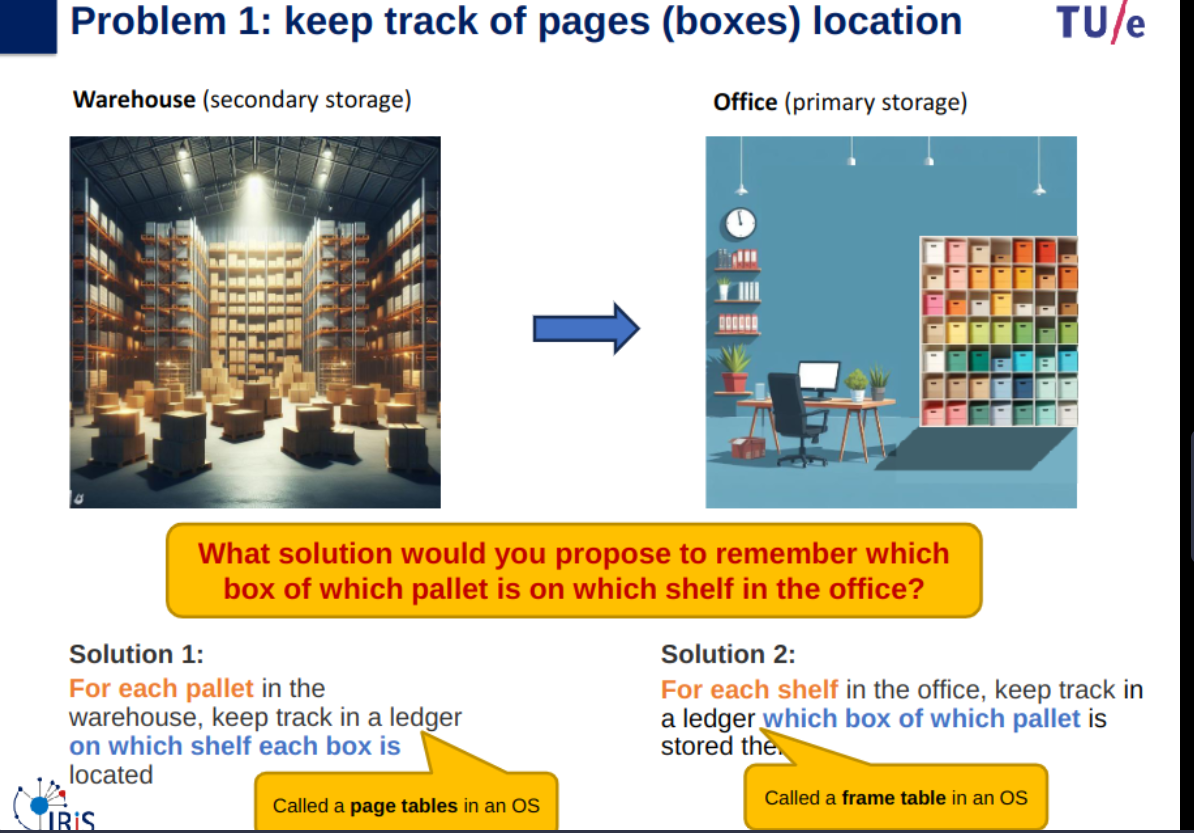 Problem 1: keep track of pages (boxes) location
TU/e
Warehouse (secondary storage)
Office (primary storage)
What solution would you propose to remember which
box of which pallet is on which shelf in the office?
Solution 1:
For each pallet in the
warehouse, keep track in a ledger
on which shelf each box is
located
Called a page tables in an OS
Solution 2:
For each shelf in the office, keep track in
a ledger which box of which pallet is
stored
Called a frame table in an OS
IRiS